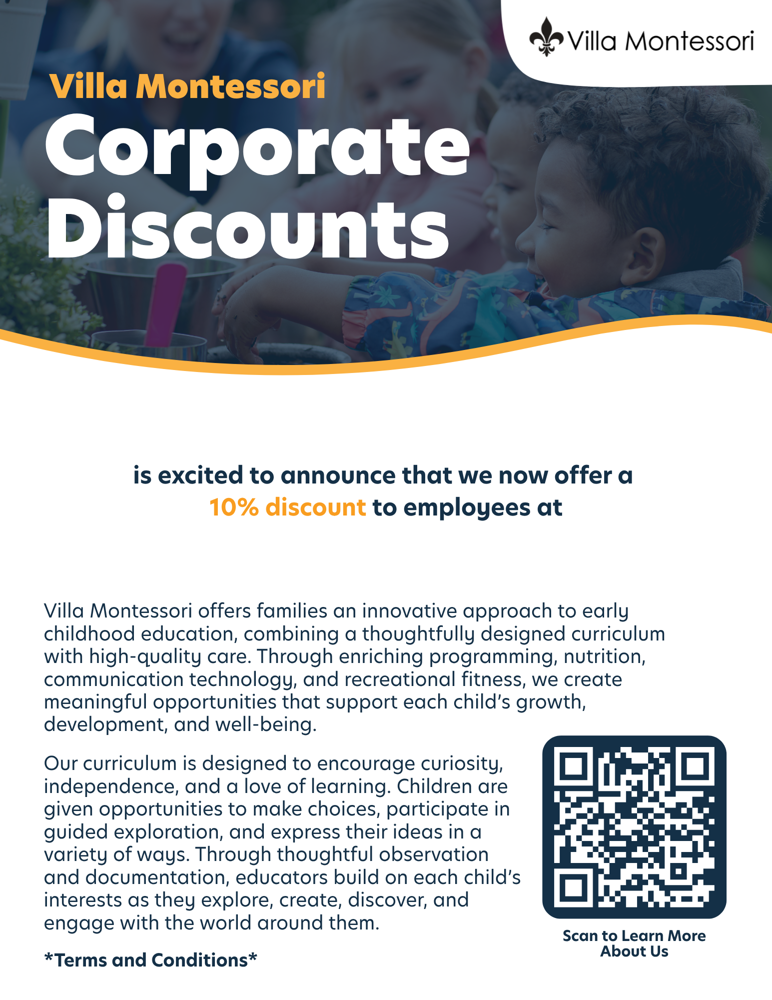 Villa Montessori
Villa Montessori
Corporate
Discounts
is excited to announce that we now offer a
10% discount to employees at
Villa Montessori offers families an innovative approach to early
childhood education, combining a thoughtfully designed curriculum
with high-quality care. Through enriching programming, nutrition,
communication technology, and recreational fitness, we create
meaningful opportunities that support each child’s growth,
development, and well-being.
Our curriculum is designed to encourage curiosity,
independence, and a love of learning. Children are
given opportunities to make choices, participate in
guided exploration, and express their ideas in a
variety of ways. Through thoughtful observation
and documentation, educators build on each child’s
interests as they explore, create, discover, and
engage with the world around them.
*Terms and Conditions*
Scan to Learn More
About Us